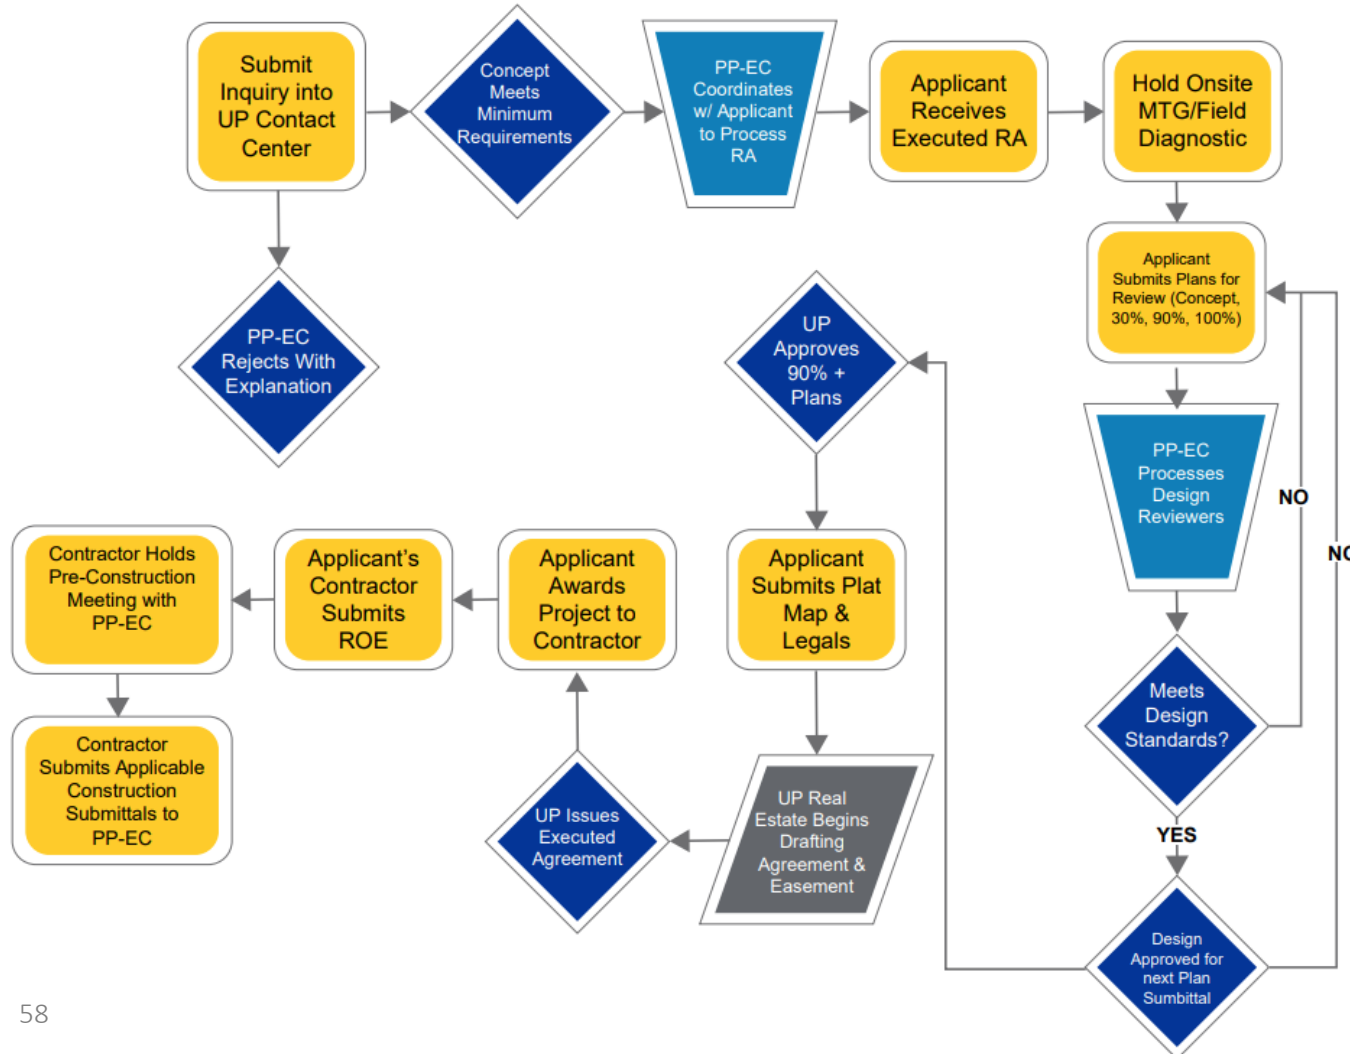 Submit
Inquiry into
UP Contact
Center
Concept
Meets
Minimum
Requirements
PP-EC
Coordinates
w/ Applicant
to Process
RA
Applicant
Receives
Executed RA
Hold Onsite
MTG/Field
Diagnostic
Applicant
Submits Plans for
Review (Concept,
30%, 90%, 100%)
PP-EC
Rejects With
Explanation
UP
Approves
90% +
Plans
PP-EC
Processes
Design
Reviewers
NO
NO
Contractor Holds
Pre-Construction
Meeting with
PP-EC
Applicant's
Contractor
Submits
ROE
Applicant
Awards
Project to
Contractor
Applicant
Submits Plat
Map &
Legals
Meets
Design
Standards?
Contractor
Submits Applicable
Construction
Submittals to
PP-EC
UP Issues
Executed
Agreement
UP Real
Estate Begins
Drafting
Agreement &
Easement
YES
Design
Approved for
next Plan
Sumbittal
58